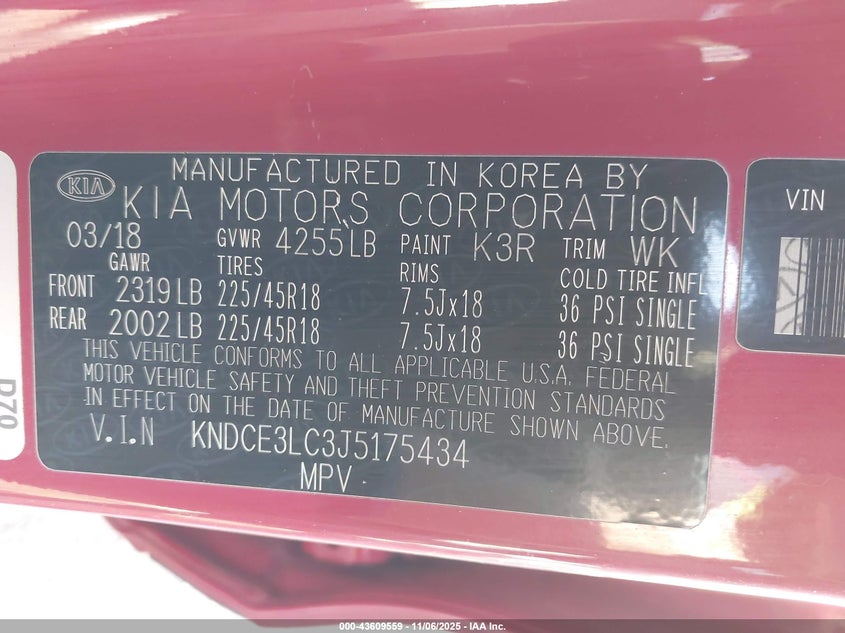 MANUFACTURED IN KOREA BY
KIA KIA MOTORS CORPORATION
03/18 GVWR 4255LB PAINT K3R TRIM WK
GAWR TIRES RIMS COLD TIRE INFL
FRONT 2319LB 225/45R18 7.5Jx18 36 PSI SINGLE
REAR 2002LB 225/45R18 7.5Jx18 36 PSI SINGLE
THIS VEHICLE CONFORMS TO ALL APPLICABLE U.S.A. FEDERAL
MOTOR VEHICLE SAFETY AND THEFT PREVENTION STANDARDS
IN EFFECT ON THE DATE OF MANUFACTURE SHOWN ABOVE.
V.I.N KNDCE3LC3J5175434
MPV
VIN
000-43609559 — 11/06/2025 — IAA Inc.